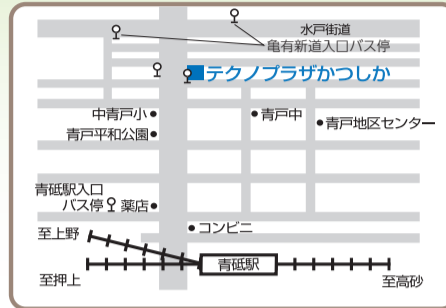 水戸街道
亀有新道入口バス停
テクノプラザかつしか
中青戸小
青戸中
青戸地区センター
青戸平和公園
青砥駅入口
バス停
薬店
コンビニ
至上野
青砥駅
至押上
至高砂